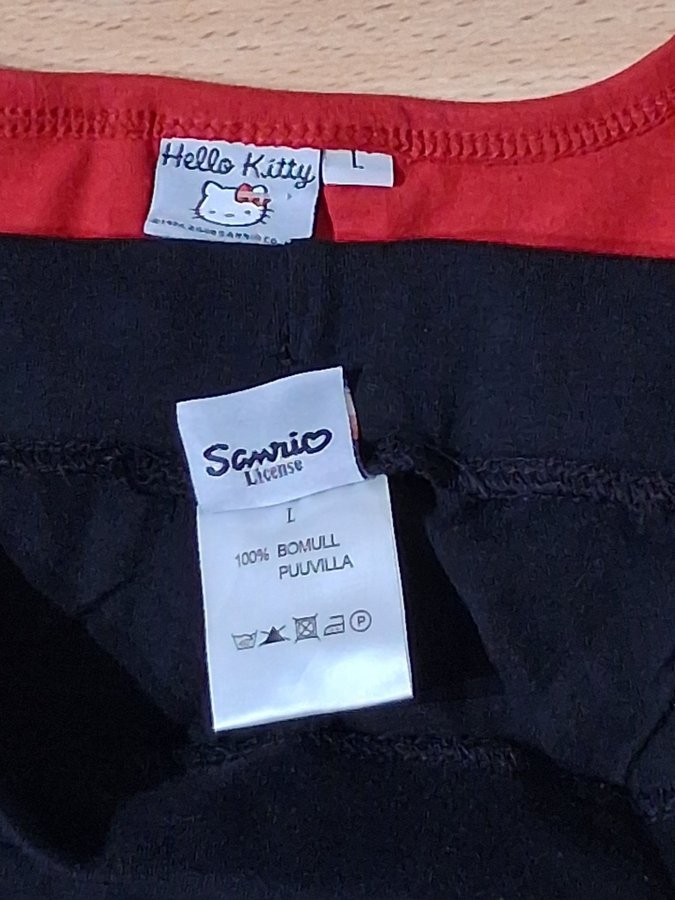 Hello Kitty
L
Sanrio
License
L
100% BOMULL
PUUVILLA
P